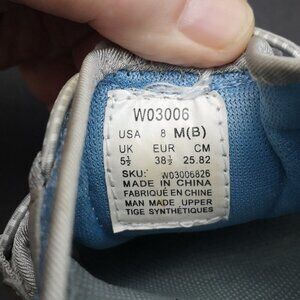 W03006
USA 8 M(B)
UK EUR CM
5½ 38½ 25.82
SKU: W03006826
MADE IN CHINA
FABRIQUÉ EN CHINE
MAN MADE UPPER
TIGE SYNTHÉTIQUES